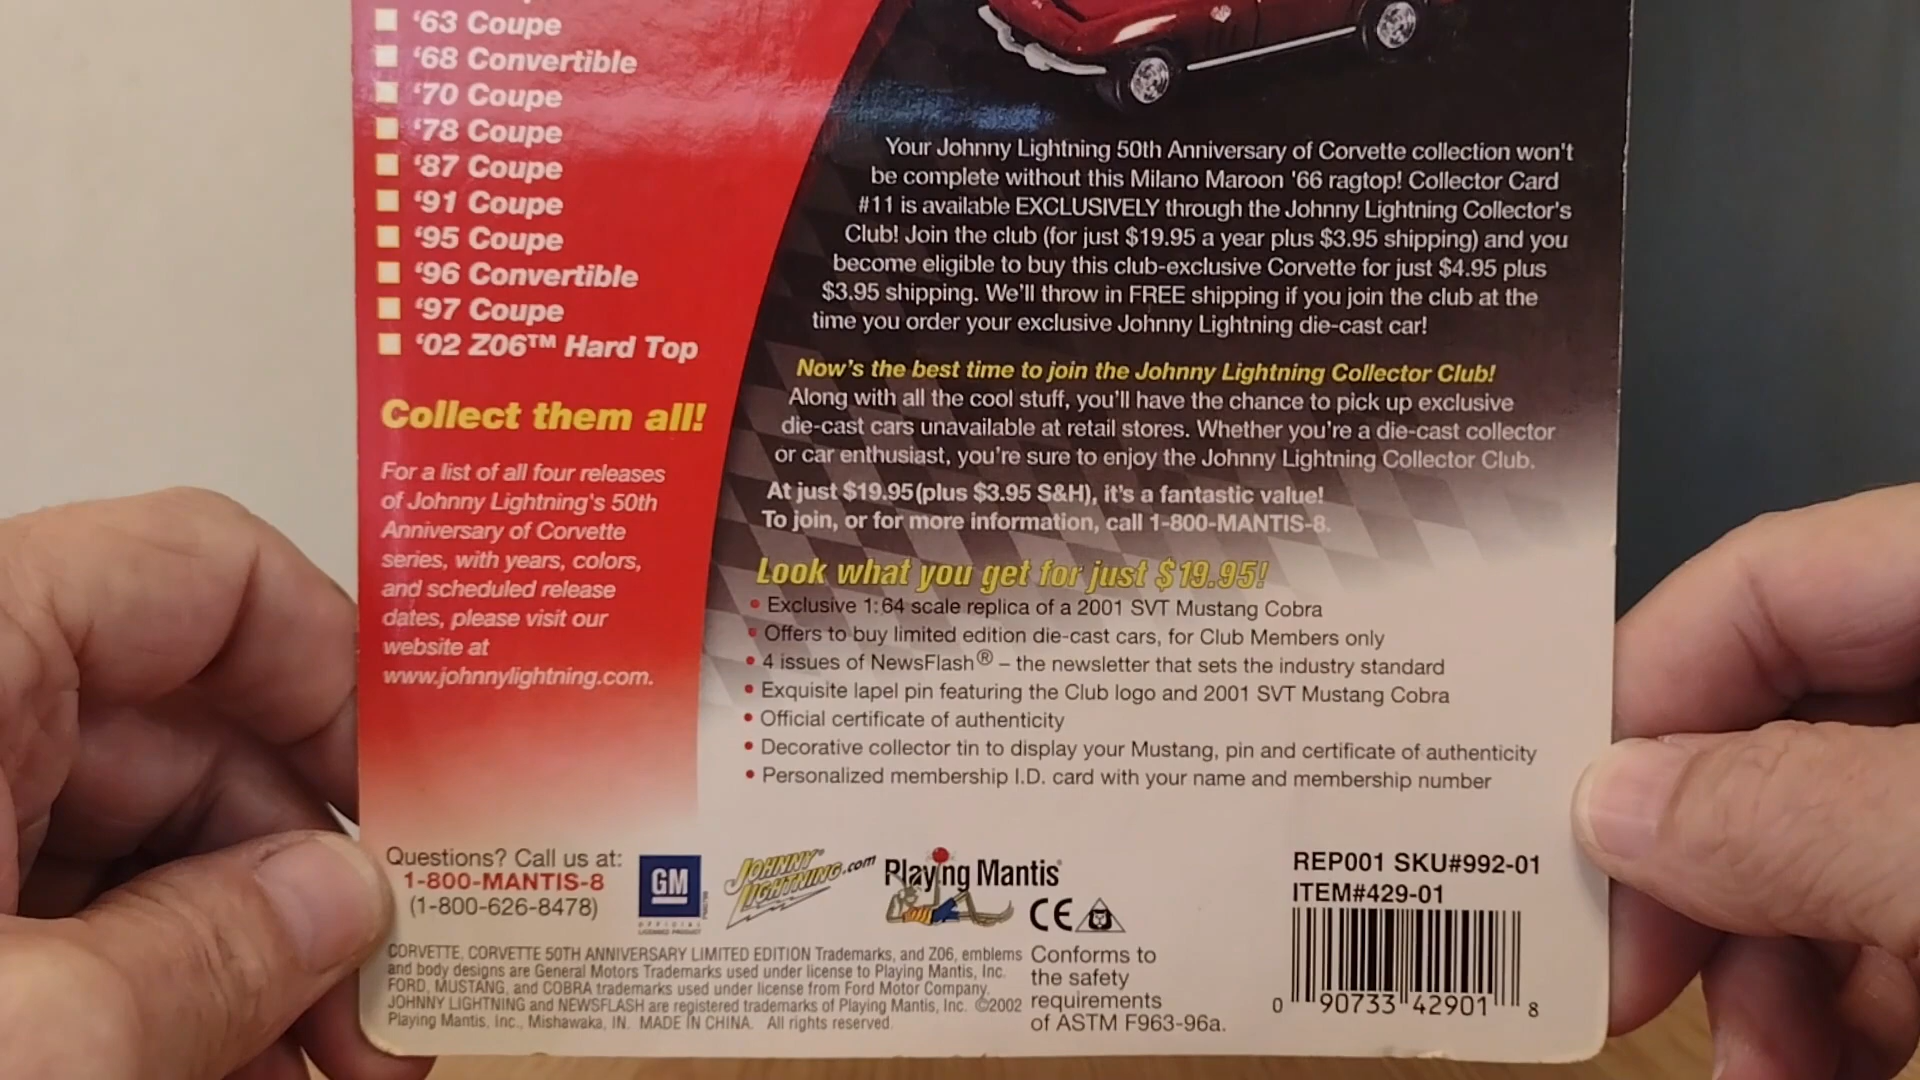 '63 Coupe
'68 Convertible
'70 Coupe
'78 Coupe
'87 Coupe
'91 Coupe
'95 Coupe
'96 Convertible
'97 Coupe
'02 Z06™ Hard Top
Collect them all!
For a list of all four releases
of Johnny Lightning's 50th
Anniversary of Corvette
series, with years, colors,
and scheduled release
dates, please visit our
website at
www.johnnylightning.com.
Your Johnny Lightning 50th Anniversary of Corvette collection won't
be complete without this Milano Maroon '66 ragtop! Collector Card
#11 is available EXCLUSIVELY through the Johnny Lightning Collector's
Club! Join the club (for just $19.95 a year plus $3.95 shipping) and you
become eligible to buy this club-exclusive Corvette for just $4.95 plus
$3.95 shipping. We'll throw in FREE shipping if you join the club at the
time you order your exclusive Johnny Lightning die-cast car!
Now's the best time to join the Johnny Lightning Collector Club!
Along with all the cool stuff, you'll have the chance to pick up exclusive
die-cast cars unavailable at retail stores. Whether you're a die-cast collector
or car enthusiast, you're sure to enjoy the Johnny Lightning Collector Club.
At just $19.95 (plus $3.95 S&H), it's a fantastic value!
To join, or for more information, call 1-800-MANTIS-8.
Look what you get for just $19.95!
• Exclusive 1:64 scale replica of a 2001 SVT Mustang Cobra
• Offers to buy limited edition die-cast cars, for Club Members only
• 4 issues of NewsFlash® – the newsletter that sets the industry standard
• Exquisite lapel pin featuring the Club logo and 2001 SVT Mustang Cobra
• Official certificate of authenticity
• Decorative collector tin to display your Mustang, pin and certificate of authenticity
• Personalized membership I.D. card with your name and membership number
Questions? Call us at:
1-800-MANTIS-8
(1-800-626-8478)
GM
OFFICIAL
LICENSED PRODUCT
JOHNNY
LIGHTNING.com
Playing Mantis
CE
CORVETTE, CORVETTE 50TH ANNIVERSARY LIMITED EDITION Trademarks, and Z06, emblems
and body designs are General Motors Trademarks used under license to Playing Mantis, Inc.
FORD, MUSTANG, and COBRA trademarks used under license from Ford Motor Company.
JOHNNY LIGHTNING and NEWSFLASH are registered trademarks of Playing Mantis, Inc. ©2002
Playing Mantis, Inc., Mishawaka, IN. MADE IN CHINA. All rights reserved.
Conforms to
the safety
requirements
of ASTM F963-96a.
REP001 SKU#992-01
ITEM#429-01
0 90733 42901 8